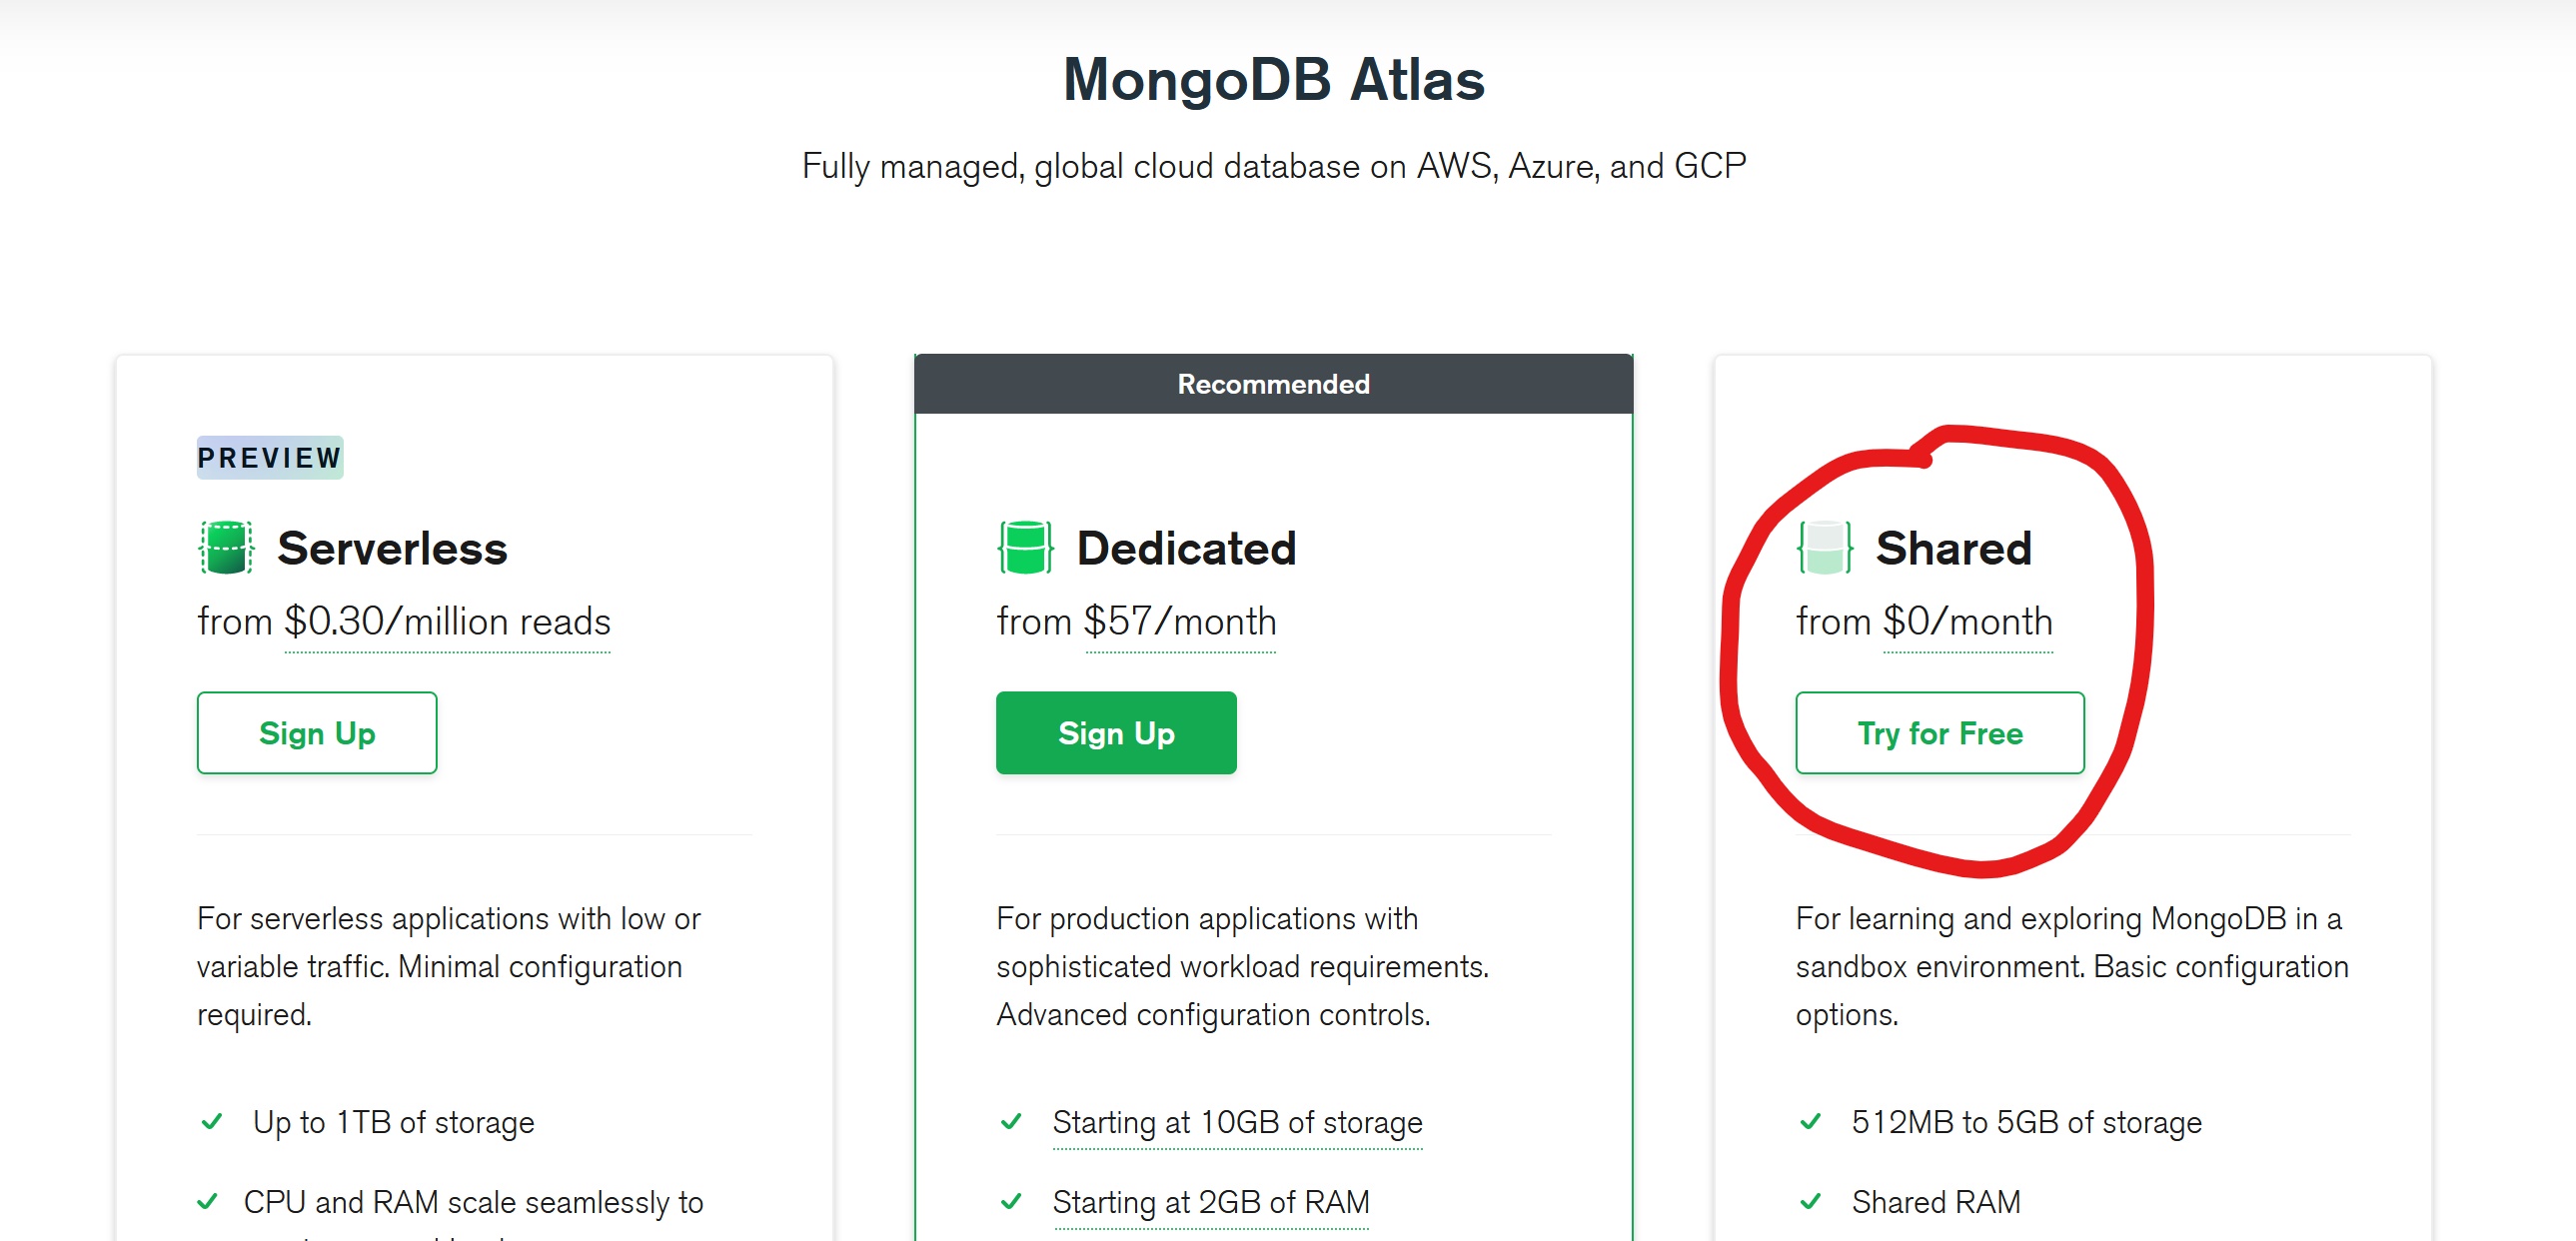 MongoDB Atlas
Fully managed, global cloud database on AWS, Azure, and GCP
PREVIEW
Serverless
from $0.30/million reads
Sign Up
For serverless applications with low or
variable traffic. Minimal configuration
required.
Up to 1TB of storage
CPU and RAM scale seamlessly to
Recommended
Dedicated
from $57/month
Sign Up
For production applications with
sophisticated workload requirements.
Advanced configuration controls.
Starting at 10GB of storage
Starting at 2GB of RAM
Shared
from $0/month
Try for Free
For learning and exploring MongoDB in a
sandbox environment. Basic configuration
options.
512MB to 5GB of storage
Shared RAM